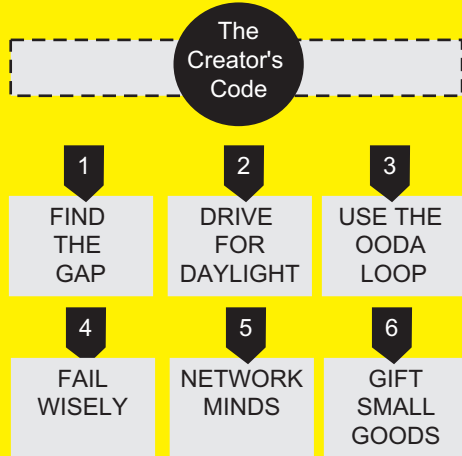 The
Creator's
Code
1
FIND
THE
GAP
2
DRIVE
FOR
DAYLIGHT
3
USE THE
OODA
LOOP
4
FAIL
WISELY
5
NETWORK
MINDS
6
GIFT
SMALL
GOODS